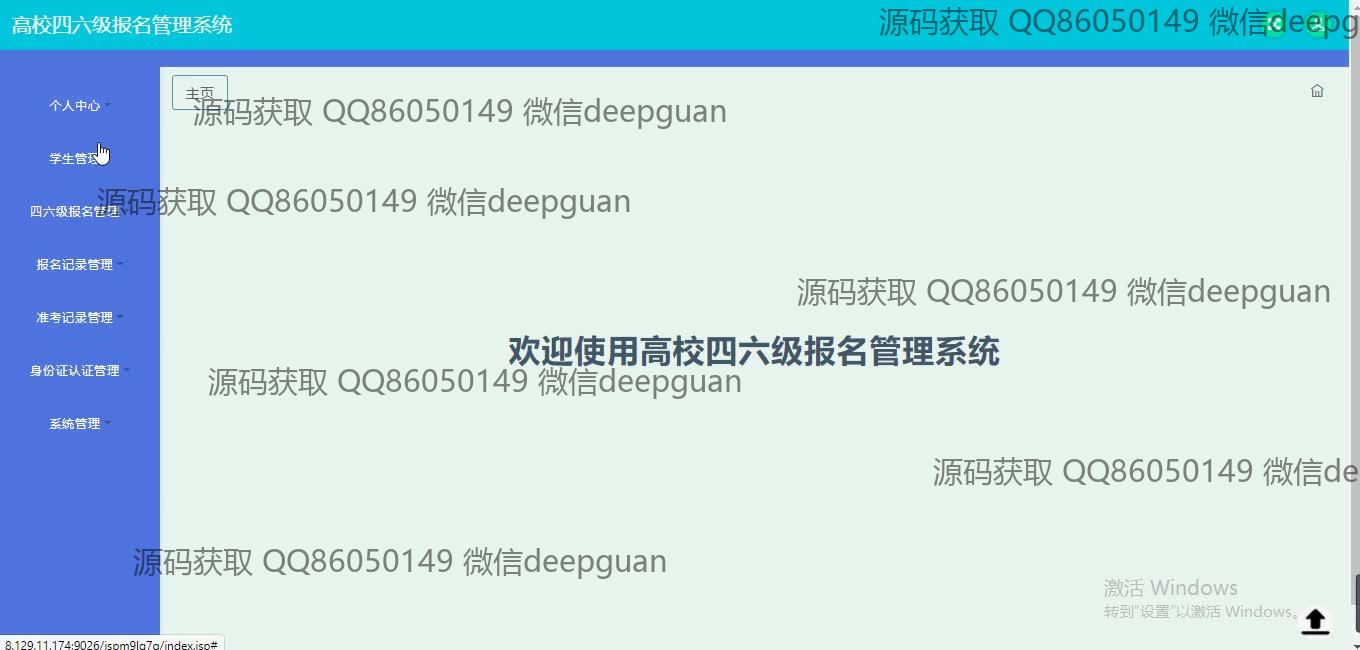 高校四六级报名管理系统
源码获取 QQ86050149 微信deepg
主页
源码获取 QQ86050149 微信deepguan
个人中心
学生管理
源码获取 QQ86050149 微信deepguan
四六级报名管理
报名记录管理
源码获取 QQ86050149 微信deepguan
准考记录管理
欢迎使用高校四六级报名管理系统
身份证认证管理
源码获取 QQ86050149 微信deepguan
系统管理
源码获取 QQ86050149 微信de
源码获取 QQ86050149 微信deepguan
激活 Windows
转到"设置"以激活 Windows。
8.129.11.174:9026/jspm9lq7q/index.jsp#